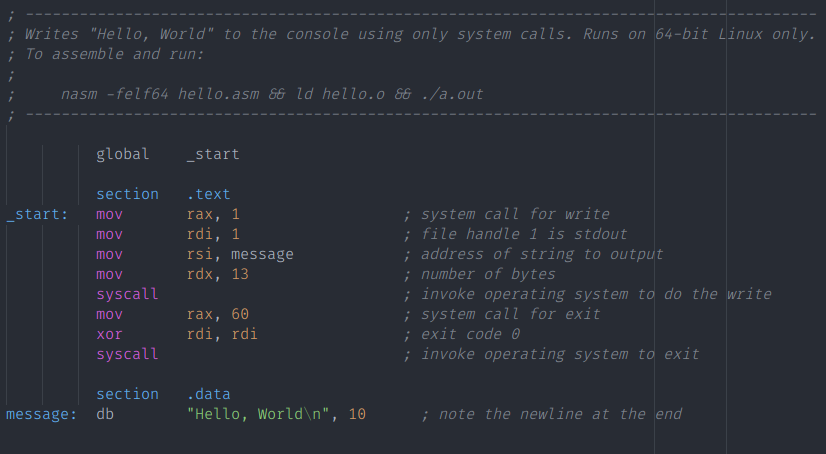 ; ----------------------------------------------------------------------------------------
; Writes "Hello, World" to the console using only system calls. Runs on 64-bit Linux only.
; To assemble and run:
;
;     nasm -felf64 hello.asm && ld hello.o && ./a.out
; ----------------------------------------------------------------------------------------

          global    _start

          section   .text
_start:   mov       rax, 1                  ; system call for write
          mov       rdi, 1                  ; file handle 1 is stdout
          mov       rsi, message            ; address of string to output
          mov       rdx, 13                 ; number of bytes
          syscall                           ; invoke operating system to do the write
          mov       rax, 60                 ; system call for exit
          xor       rdi, rdi                ; exit code 0
          syscall                           ; invoke operating system to exit

          section   .data
message:  db        "Hello, World\n", 10      ; note the newline at the end